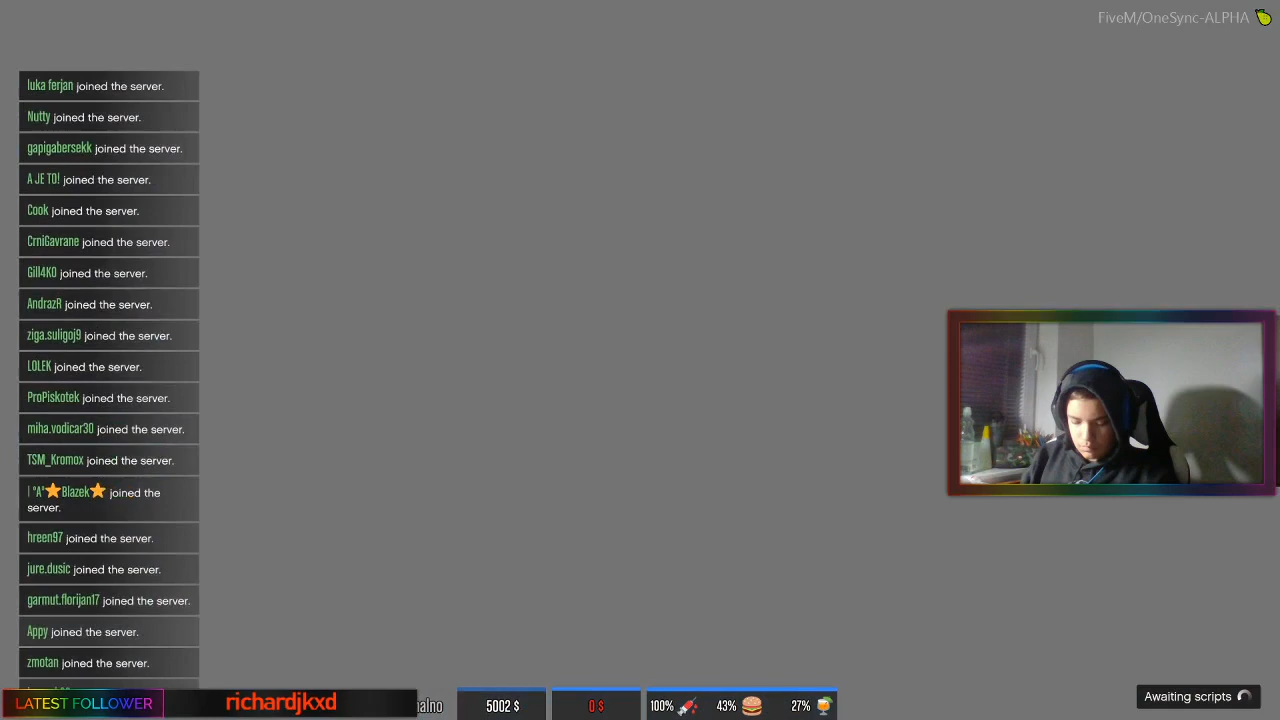 FiveM/OneSync-ALPHA
luka ferjan joined the server.
Nutty joined the server.
gapigabersekk joined the server.
A JE TO! joined the server.
Cook joined the server.
CrniGavrane joined the server.
Gill4K0 joined the server.
AndrazR joined the server.
ziga.suligoj9 joined the server.
LOLEK joined the server.
ProPiskotek joined the server.
miha.vodicar30 joined the server.
TSM_Kromox joined the server.
| "A"⭐Blazek⭐ joined the
server.
hreen97 joined the server.
jure.dusic joined the server.
garmut.florijan17 joined the server.
Appy joined the server.
zmotan joined the server.
LATEST FOLLOWER richardjkxd
5002 $
0 $
100% 43% 27%
Awaiting scripts